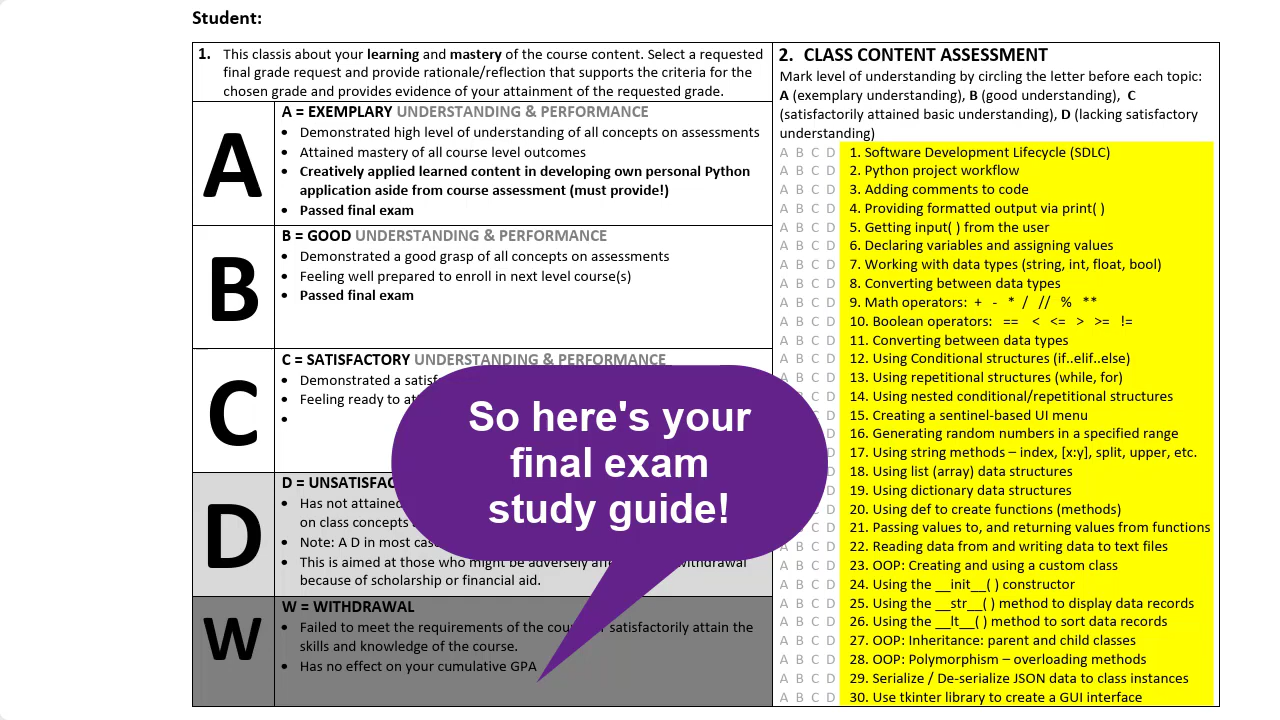 Student:
1. This classis about your learning and mastery of the course content. Select a requested
final grade request and provide rationale/reflection that supports the criteria for the
chosen grade and provides evidence of your attainment of the requested grade.
A
A = EXEMPLARY UNDERSTANDING & PERFORMANCE
• Demonstrated high level of understanding of all concepts on assessments
• Attained mastery of all course level outcomes
• Creatively applied learned content in developing own personal Python
application aside from course assessment (must provide!)
• Passed final exam
B
B = GOOD UNDERSTANDING & PERFORMANCE
• Demonstrated a good grasp of all concepts on assessments
• Feeling well prepared to enroll in next level course(s)
• Passed final exam
C
C = SATISFACTORY UNDERSTANDING & PERFORMANCE
• Demonstrated a
• Feeling ready to
•
D
D =
• Has not attained
on class concepts
• Note: A D in most
• This is aimed at those who might be adversely
because of scholarship or financial aid.
W
W = WITHDRAWAL
• Failed to meet the requirements of the satisfactorily attain the
skills and knowledge of the course.
• Has no effect on your cumulative GPA
So here's your
final exam
study guide!
2. CLASS CONTENT ASSESSMENT
Mark level of understanding by circling the letter before each topic:
A (exemplary understanding), B (good understanding), C
(satisfactorily attained basic understanding), D (lacking satisfactory
understanding)
A B C D 1. Software Development Lifecycle (SDLC)
A B C D 2. Python project workflow
A B C D 3. Adding comments to code
A B C D 4. Providing formatted output via print( )
A B C D 5. Getting input( ) from the user
A B C D 6. Declaring variables and assigning values
A B C D 7. Working with data types (string, int, float, bool)
A B C D 8. Converting between data types
A B C D 9. Math operators: + - * / // % **
A B C D 10. Boolean operators: == < <= > >= !=
A B C D 11. Converting between data types
A B C D 12. Using Conditional structures (if..elif..else)
A B C D 13. Using repetitional structures (while, for)
B C D 14. Using nested conditional/repetitional structures
C D 15. Creating a sentinel-based UI menu
D 16. Generating random numbers in a specified range
D 17. Using string methods – index, [x:y], split, upper, etc.
D 18. Using list (array) data structures
D 19. Using dictionary data structures
D 20. Using def to create functions (methods)
C D 21. Passing values to, and returning values from functions
A B C D 22. Reading data from and writing data to text files
A B C D 23. OOP: Creating and using a custom class
A B C D 24. Using the __init__( ) constructor
A B C D 25. Using the __str__( ) method to display data records
A B C D 26. Using the __lt__( ) method to sort data records
A B C D 27. OOP: Inheritance: parent and child classes
A B C D 28. OOP: Polymorphism – overloading methods
A B C D 29. Serialize / De-serialize JSON data to class instances
A B C D 30. Use tkinter library to create a GUI interface